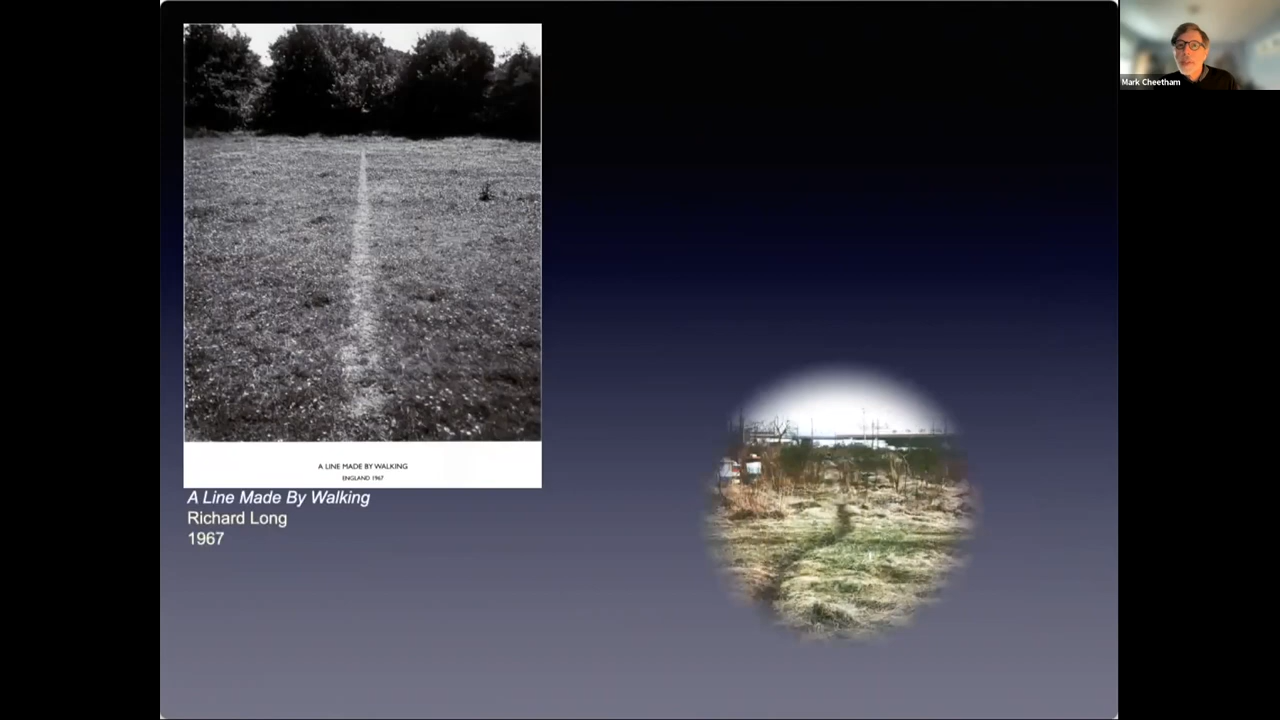 A LINE MADE BY WALKING
ENGLAND 1967
A Line Made By Walking
Richard Long
1967
Mark Cheetham